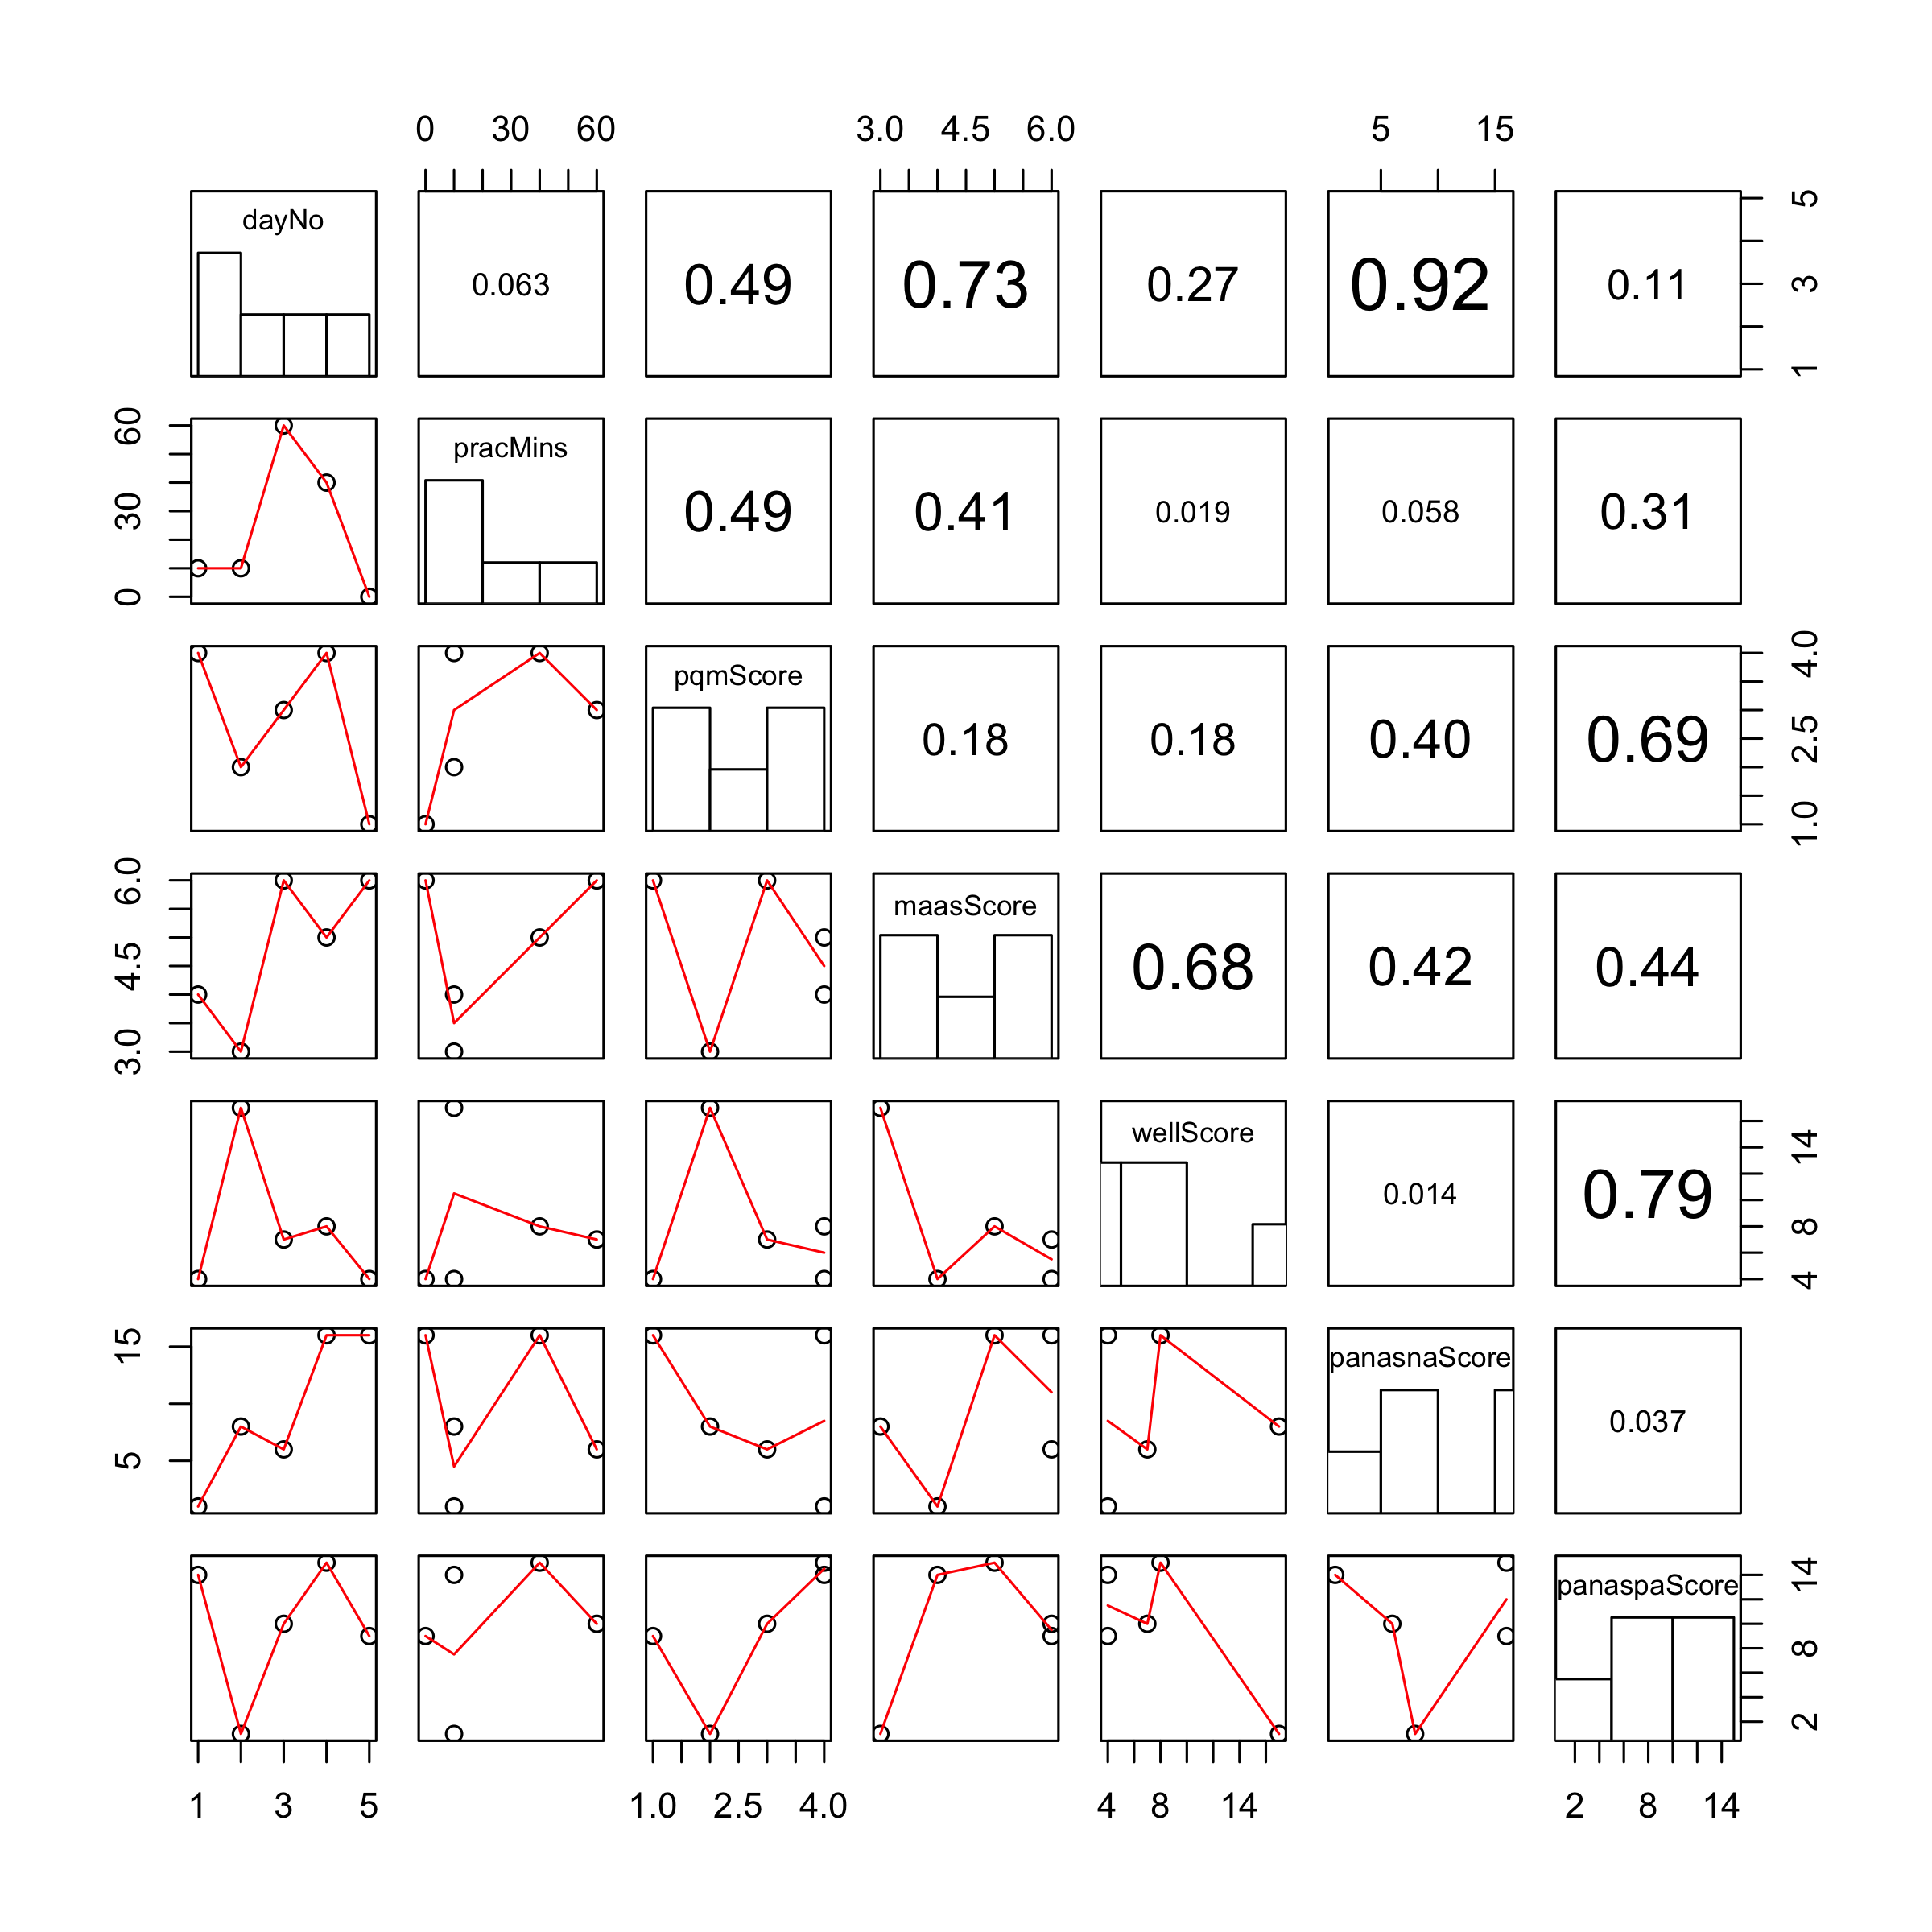 0 30 60 3.0 4.5 6.0 5 15
dayNo 0.063 0.49 0.73 0.27 0.92 0.11 1 3 5
0 30 60 pracMins 0.49 0.41 0.019 0.058 0.31
pqmScore 0.18 0.18 0.40 0.69 1.0 2.5 4.0
3.0 4.5 6.0 maasScore 0.68 0.42 0.44
wellScore 0.014 0.79 4 8 14
5 15 panasnaScore 0.037
panaspaScore 2 8 14
1 3 5 1.0 2.5 4.0 4 8 14 2 8 14